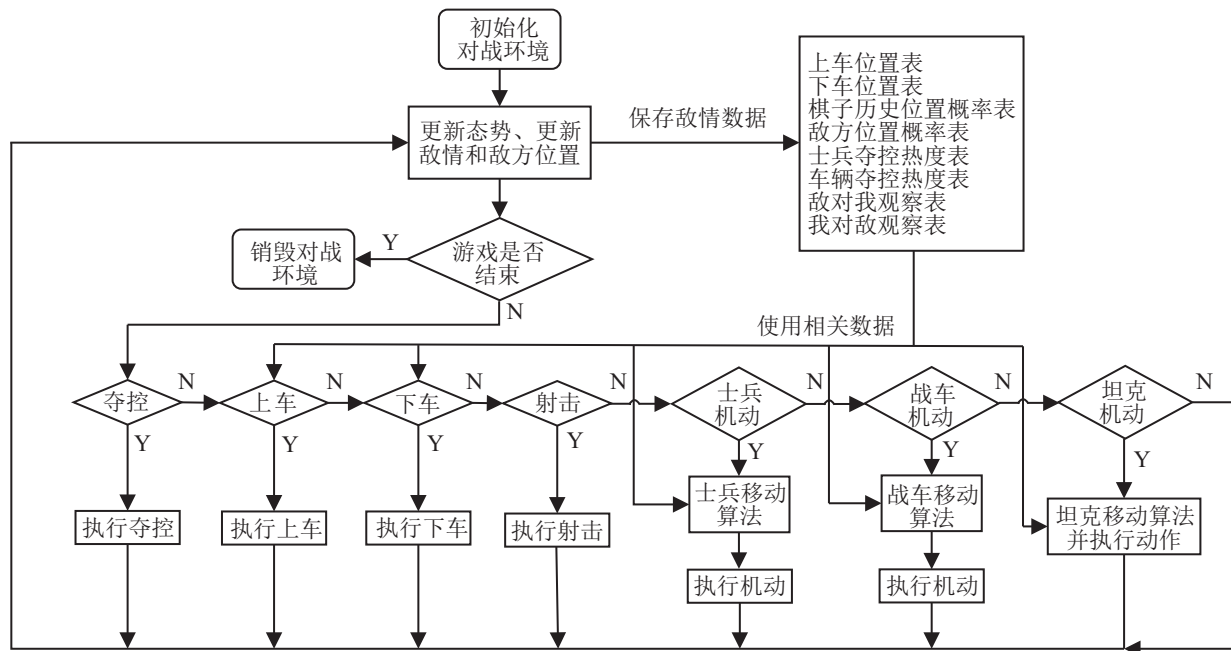 初始化
对战环境
更新态势、更新
敌情和敌方位置
保存敌情数据
上车位置表
下车位置表
棋子历史位置概率表
敌方位置概率表
士兵夺控热度表
车辆夺控热度表
敌对我观察表
我对敌观察表
销毁对战
环境
Y
游戏是否
结束
N
使用相关数据
夺控
N
上车
N
下车
N
射击
N
士兵
机动
N
战车
机动
N
坦克
机动
N
Y
Y
Y
Y
Y
Y
Y
执行夺控
执行上车
执行下车
执行射击
士兵移动
算法
战车移动
算法
坦克移动算法
并执行动作
执行机动
执行机动